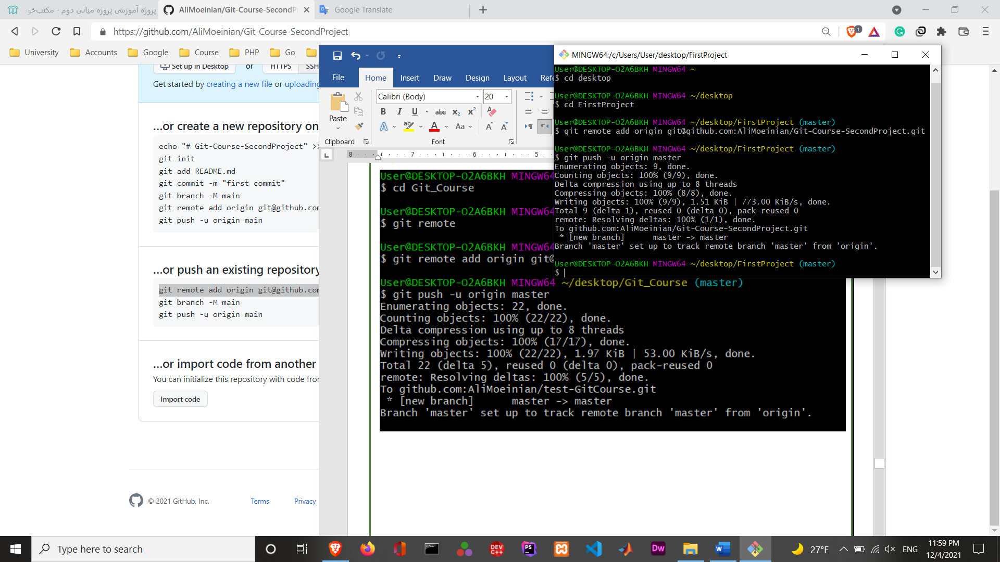 پروژه آموزشی پروژه میانی دوم - مکتب‌خونه
AliMoeinian/Git-Course-SecondP
Google Translate
https://github.com/AliMoeinian/Git-Course-SecondProject
1
University
Accounts
Google
Course
PHP
Go
Set up in Desktop
or
HTTPS
SSH
Get started by creating a new file or uploading
...or create a new repository on
echo "# Git-Course-SecondProject" >>
git init
git add README.md
git commit -m "first commit"
git branch -M main
git remote add origin git@github.com
git push -u origin main
...or push an existing repository
git remote add origin git@github.com
git branch -M main
git push -u origin main
...or import code from another
You can initialize this repository with code from
Import code
© 2021 GitHub, Inc.
Terms
Privacy
File
Home
Insert
Draw
Design
Layout
Refe
Paste
Clipboard
Calibri (Body)
20
B I U abc x₂ x²
A
ab
A
Aa
A
A
Font
8 7 6 5
User@DESKTOP-O2A6BKH MINGW64
$ cd Git_Course
User@DESKTOP-O2A6BKH MINGW64
$ git remote
User@DESKTOP-O2A6BKH MINGW64
$ git remote add origin git@
User@DESKTOP-O2A6BKH MINGW64 ~/desktop/Git_Course (master)
$ git push -u origin master
Enumerating objects: 22, done.
Counting objects: 100% (22/22), done.
Delta compression using up to 8 threads
Compressing objects: 100% (17/17), done.
Writing objects: 100% (22/22), 1.97 KiB | 53.00 KiB/s, done.
Total 22 (delta 5), reused 0 (delta 0), pack-reused 0
remote: Resolving deltas: 100% (5/5), done.
To github.com:AliMoeinian/test-GitCourse.git
* [new branch] master -> master
Branch 'master' set up to track remote branch 'master' from 'origin'.
MINGW64:/c/Users/User/desktop/FirstProject
User@DESKTOP-O2A6BKH MINGW64 ~
$ cd desktop
User@DESKTOP-O2A6BKH MINGW64 ~/desktop
$ cd FirstProject
User@DESKTOP-O2A6BKH MINGW64 ~/desktop/FirstProject (master)
$ git remote add origin git@github.com:AliMoeinian/Git-Course-SecondProject.git
User@DESKTOP-O2A6BKH MINGW64 ~/desktop/FirstProject (master)
$ git push -u origin master
Enumerating objects: 9, done.
Counting objects: 100% (9/9), done.
Delta compression using up to 8 threads
Compressing objects: 100% (8/8), done.
Writing objects: 100% (9/9), 1.51 KiB | 773.00 KiB/s, done.
Total 9 (delta 1), reused 0 (delta 0), pack-reused 0
remote: Resolving deltas: 100% (1/1), done.
To github.com:AliMoeinian/Git-Course-SecondProject.git
* [new branch] master -> master
Branch 'master' set up to track remote branch 'master' from 'origin'.
User@DESKTOP-O2A6BKH MINGW64 ~/desktop/FirstProject (master)
$
Type here to search
DEV C++
PS
Dw
W
27°F
ENG
11:59 PM
12/4/2021